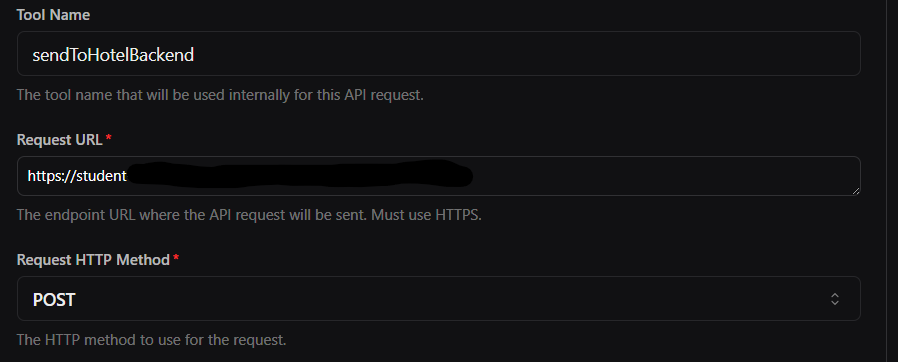 Tool Name
sendToHotelBackend
The tool name that will be used internally for this API request.
Request URL *
https://student
The endpoint URL where the API request will be sent. Must use HTTPS.
Request HTTP Method *
POST
The HTTP method to use for the request.